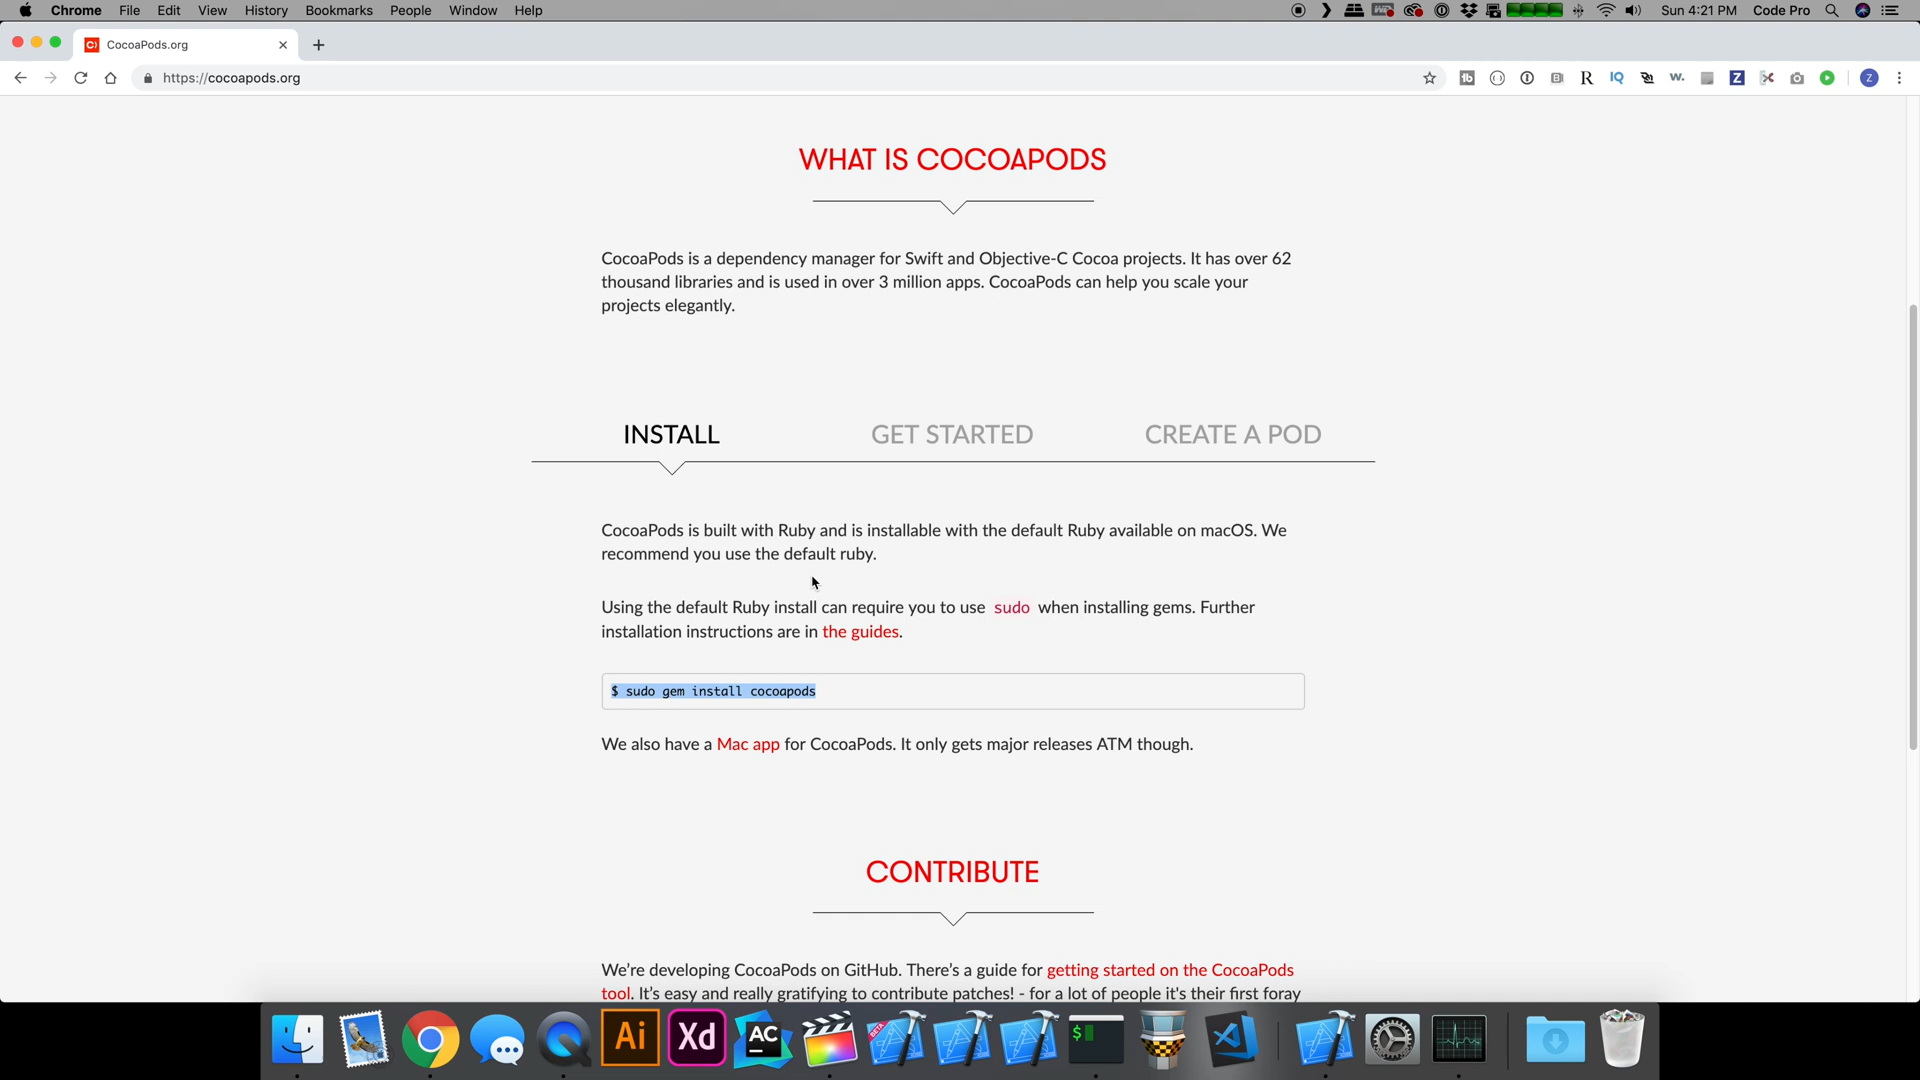 Chrome File Edit View History Bookmarks People Window Help Sun 4:21 PM Code Pro
CocoaPods.org
https://cocoapods.org
WHAT IS COCOAPODS
CocoaPods is a dependency manager for Swift and Objective-C Cocoa projects. It has over 62
thousand libraries and is used in over 3 million apps. CocoaPods can help you scale your
projects elegantly.
INSTALL GET STARTED CREATE A POD
CocoaPods is built with Ruby and is installable with the default Ruby available on macOS. We
recommend you use the default ruby.
Using the default Ruby install can require you to use sudo when installing gems. Further
installation instructions are in the guides.
$ sudo gem install cocoapods
We also have a Mac app for CocoaPods. It only gets major releases ATM though.
CONTRIBUTE
We're developing CocoaPods on GitHub. There's a guide for getting started on the CocoaPods
tool. It's easy and really gratifying to contribute patches! - for a lot of people it's their first foray
Ai Xd AC $